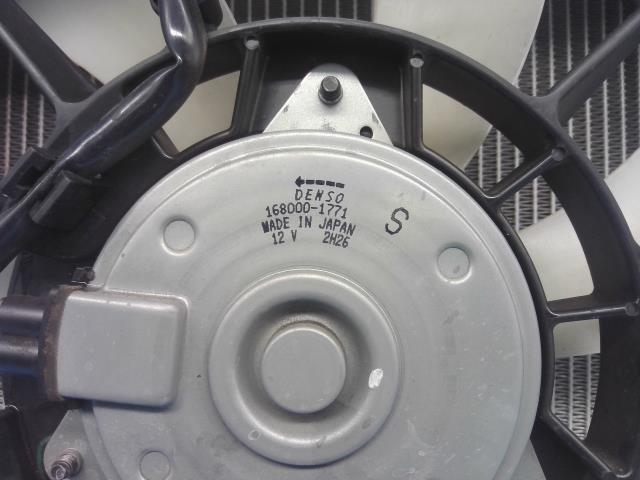 DENSO
168000-1771
MADE IN JAPAN
12 V 2H26
S